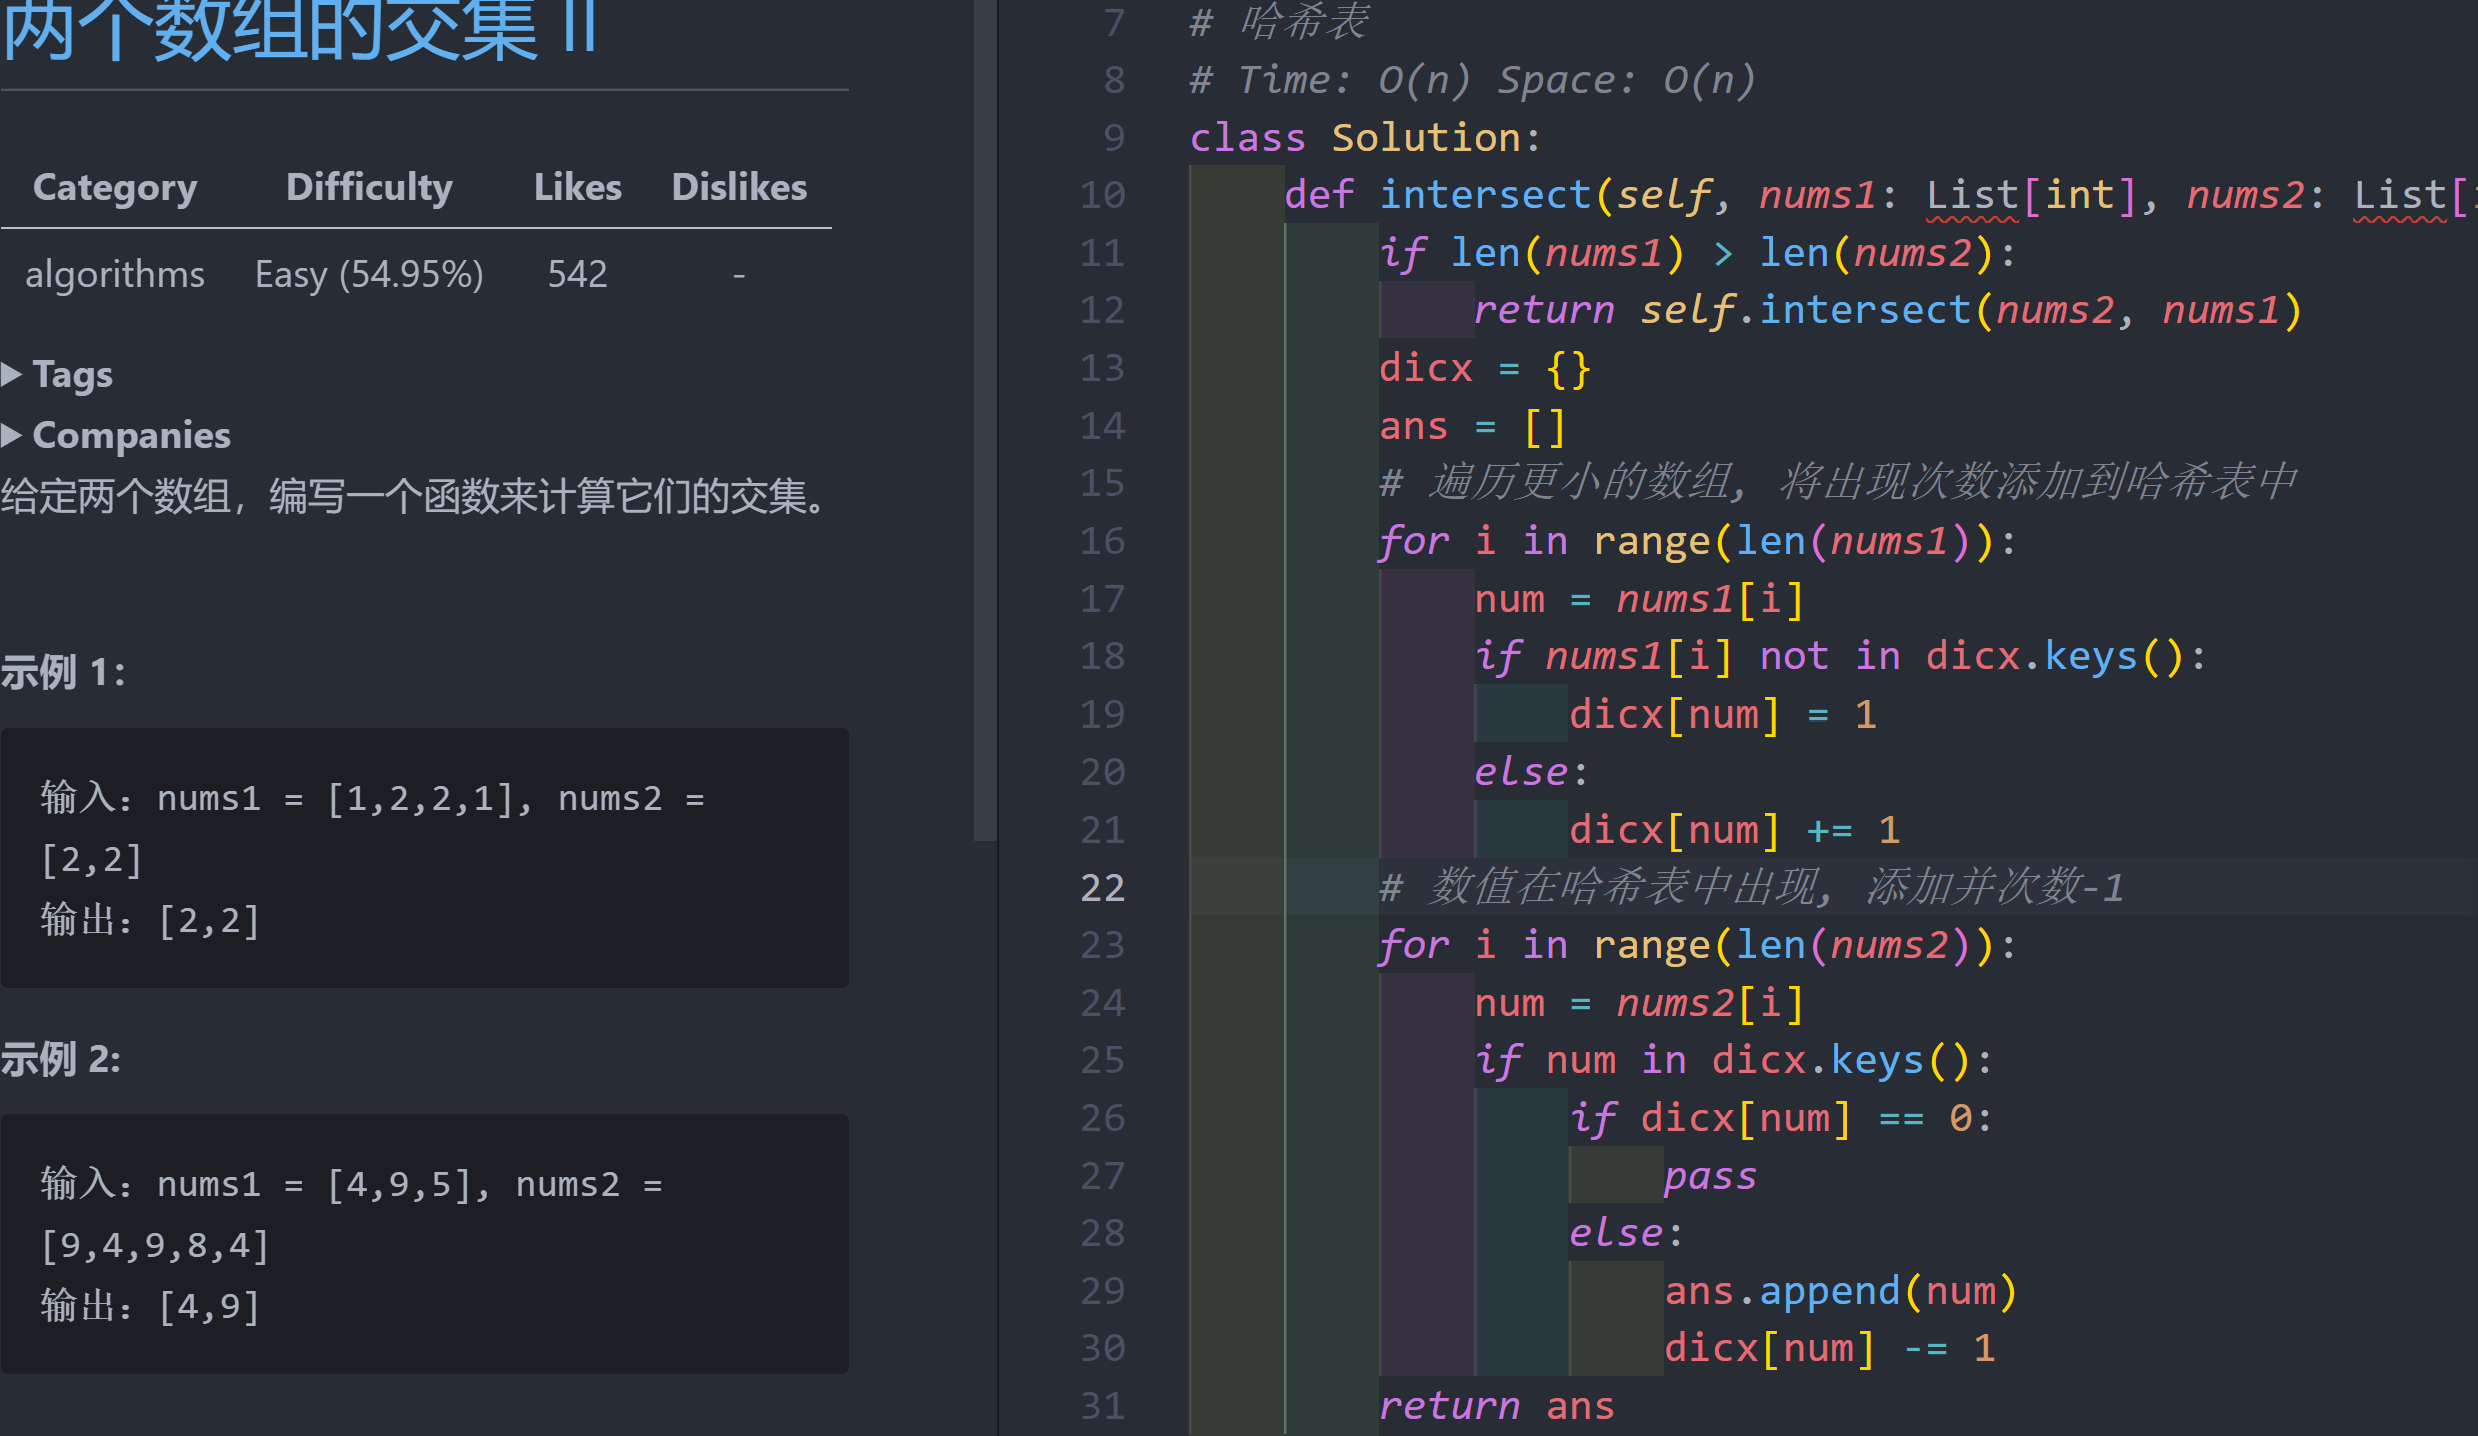 两个数组的交集 II
Category Difficulty Likes Dislikes
algorithms Easy (54.95%) 542 -
Tags
Companies
给定两个数组，编写一个函数来计算它们的交集。
示例 1：
输入：nums1 = [1,2,2,1], nums2 =
[2,2]
输出：[2,2]
示例 2:
输入：nums1 = [4,9,5], nums2 =
[9,4,9,8,4]
输出：[4,9]
7 # 哈希表
8 # Time: O(n) Space: O(n)
9 class Solution:
10 def intersect(self, nums1: List[int], nums2: List[
11 if len(nums1) > len(nums2):
12 return self.intersect(nums2, nums1)
13 dicx = {}
14 ans = []
15 # 遍历更小的数组, 将出现次数添加到哈希表中
16 for i in range(len(nums1)):
17 num = nums1[i]
18 if nums1[i] not in dicx.keys():
19 dicx[num] = 1
20 else:
21 dicx[num] += 1
22 # 数值在哈希表中出现, 添加并次数-1
23 for i in range(len(nums2)):
24 num = nums2[i]
25 if num in dicx.keys():
26 if dicx[num] == 0:
27 pass
28 else:
29 ans.append(num)
30 dicx[num] -= 1
31 return ans